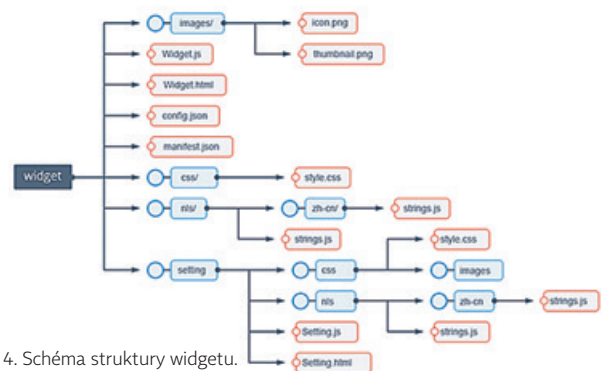 images/
icon.png
Widget.js
thumbnail.png
Widget.html
config.json
manifest.json
widget
css/
style.css
nls/
zh-cn/
strings.js
strings.js
style.css
setting
css
images
nls
zh-cn
strings.js
Setting.js
strings.js
Setting.html
4. Schéma struktury widgetu.